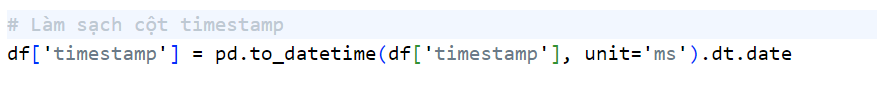 # Làm sạch cột timestamp
df['timestamp'] = pd.to_datetime(df['timestamp'], unit='ms').dt.date